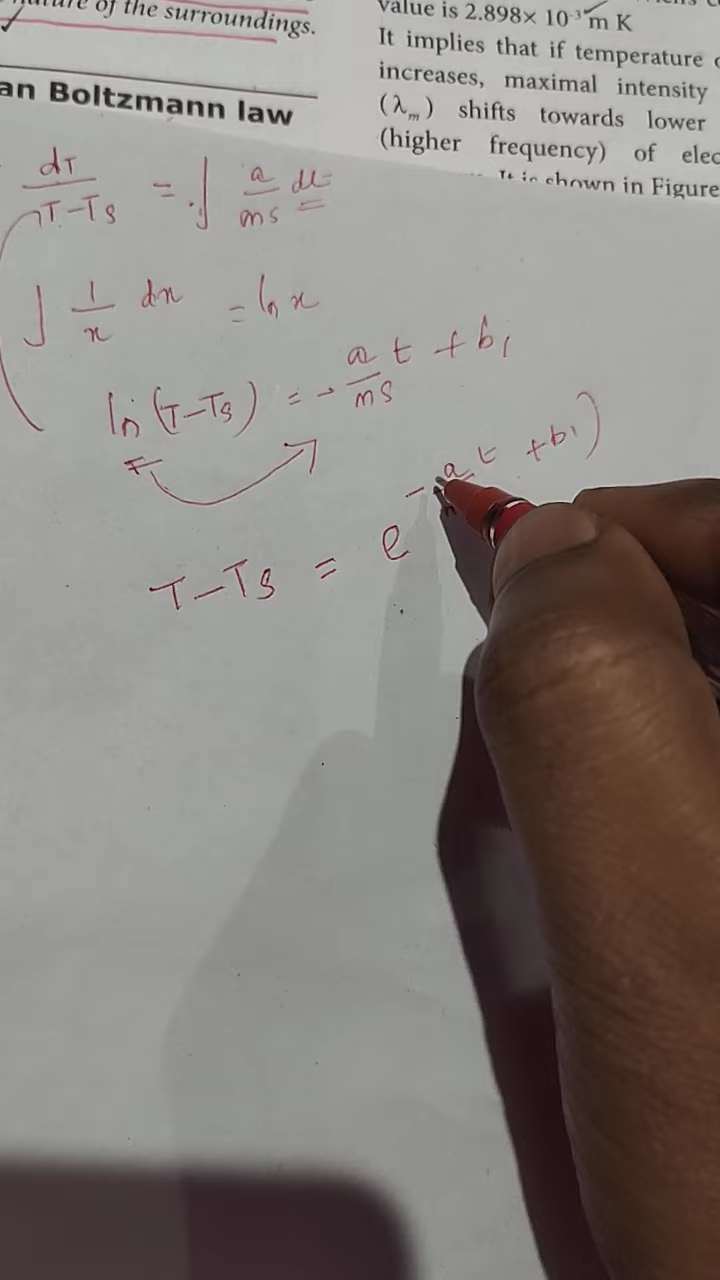 ature of the surroundings.
an Boltzmann law
value is 2.898× 10⁻³ m K
It implies that if temperature
increases, maximal intensity
(λₘ) shifts towards lower
(higher frequency) of elec
It is shown in Figure
dT/T-Ts = ∫ a/ms dt
∫ 1/x dx = ln x
ln (T-Ts) = - a/ms t + b₁
T-Ts = e^- a t + b₁)